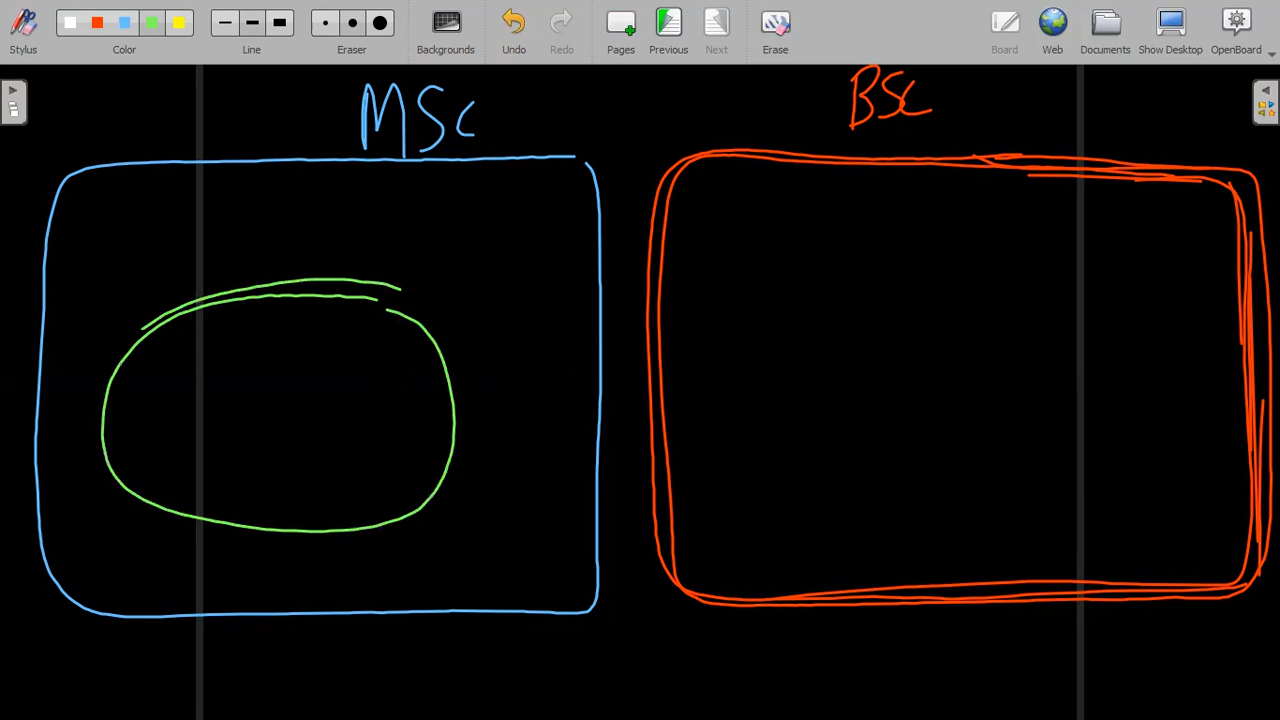 Stylus Color Line Eraser Backgrounds Undo Redo Pages Previous Next Erase Board Web Documents Show Desktop OpenBoard
MSc
BSc